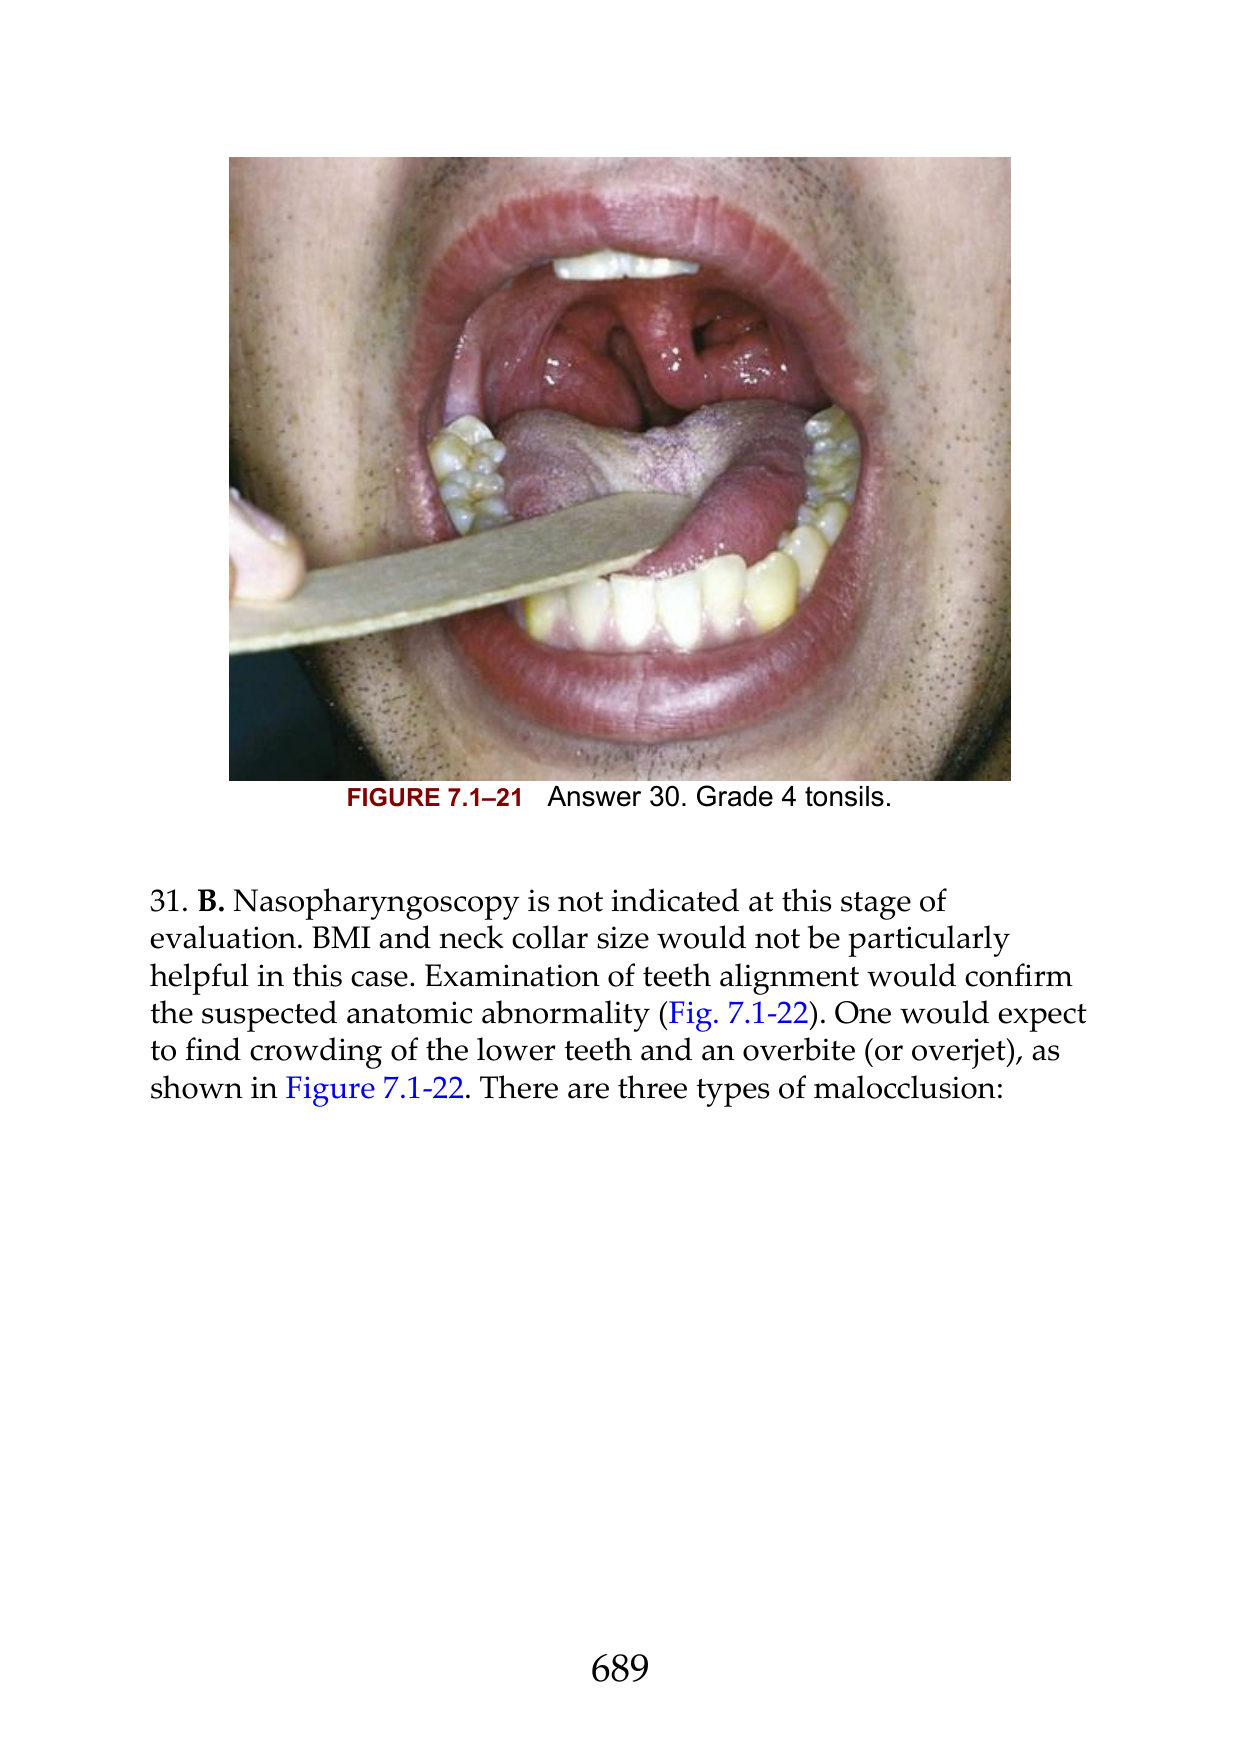 FIGURE 7.1–21 Answer 30. Grade 4 tonsils.
31. B. Nasopharyngoscopy is not indicated at this stage of
evaluation. BMI and neck collar size would not be particularly
helpful in this case. Examination of teeth alignment would confirm
the suspected anatomic abnormality (Fig. 7.1-22). One would expect
to find crowding of the lower teeth and an overbite (or overjet), as
shown in Figure 7.1-22. There are three types of malocclusion:
689